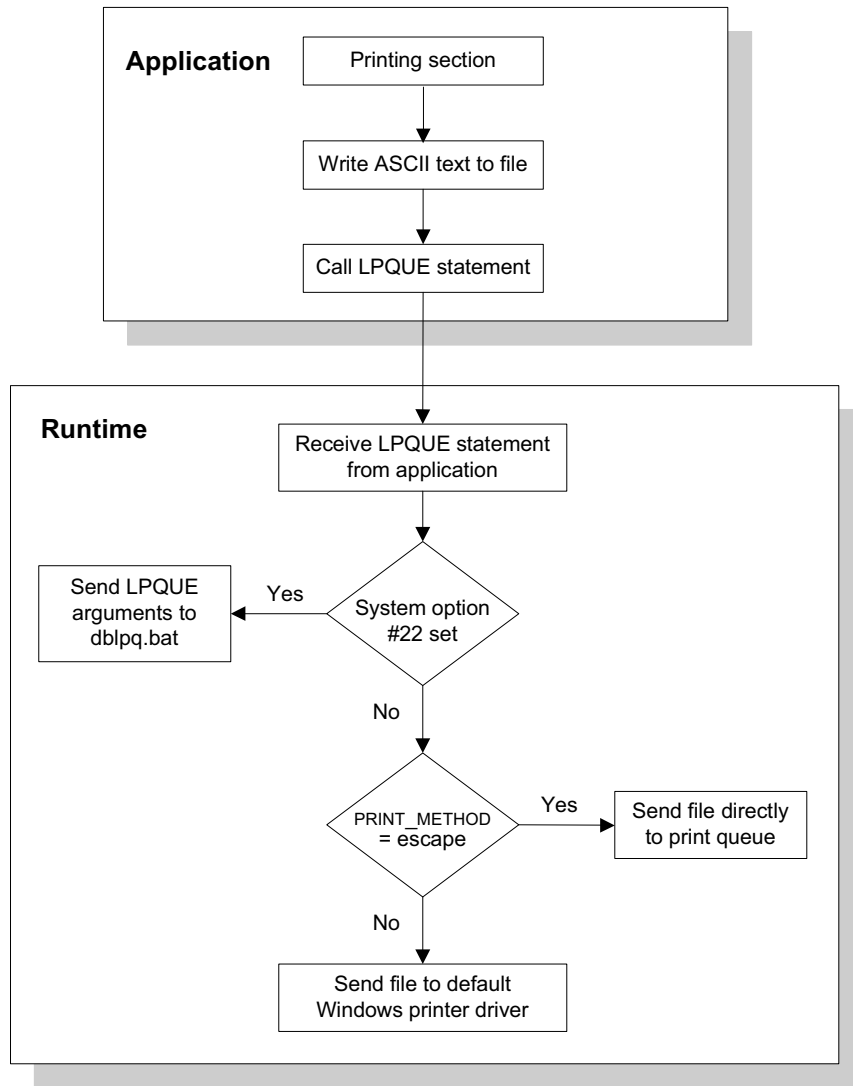 Application
Printing section
Write ASCII text to file
Call LPQUE statement
Runtime
Receive LPQUE statement
from application
System option
#22 set
Yes
Send LPQUE
arguments to
dblpq.bat
No
PRINT_METHOD
= escape
Yes
Send file directly
to print queue
No
Send file to default
Windows printer driver